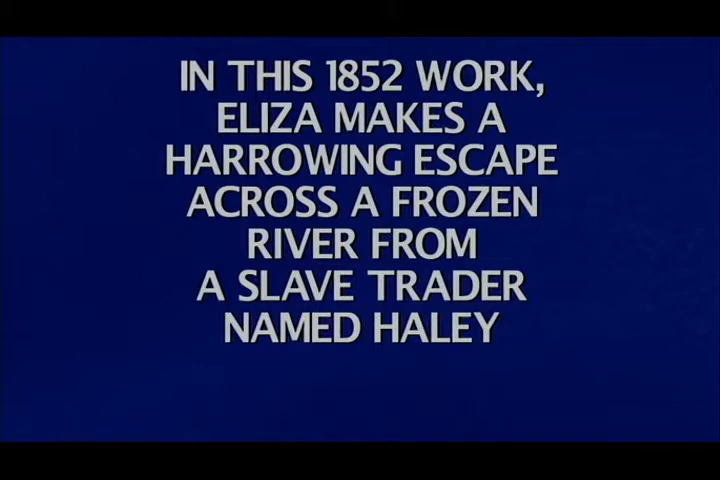 IN THIS 1852 WORK,
ELIZA MAKES A
HARROWING ESCAPE
ACROSS A FROZEN
RIVER FROM
A SLAVE TRADER
NAMED HALEY